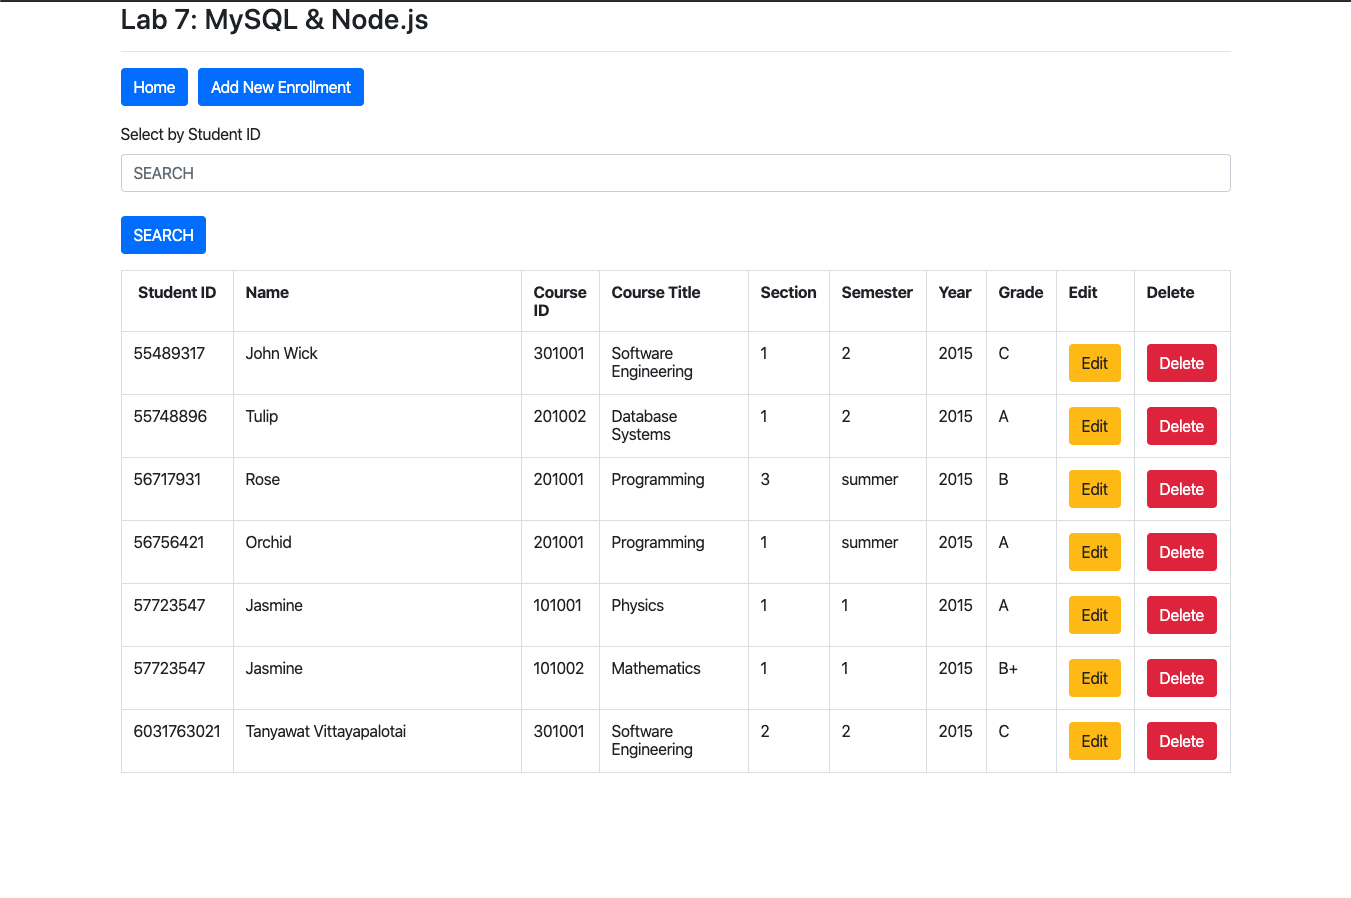 Lab 7: MySQL & Node.js
Home Add New Enrollment
Select by Student ID
SEARCH
SEARCH
Student ID Name Course ID Course Title Section Semester Year Grade Edit Delete
55489317 John Wick 301001 Software Engineering 1 2 2015 C Edit Delete
55748896 Tulip 201002 Database Systems 1 2 2015 A Edit Delete
56717931 Rose 201001 Programming 3 summer 2015 B Edit Delete
56756421 Orchid 201001 Programming 1 summer 2015 A Edit Delete
57723547 Jasmine 101001 Physics 1 1 2015 A Edit Delete
57723547 Jasmine 101002 Mathematics 1 1 2015 B+ Edit Delete
6031763021 Tanyawat Vittayapalotai 301001 Software Engineering 2 2 2015 C Edit Delete